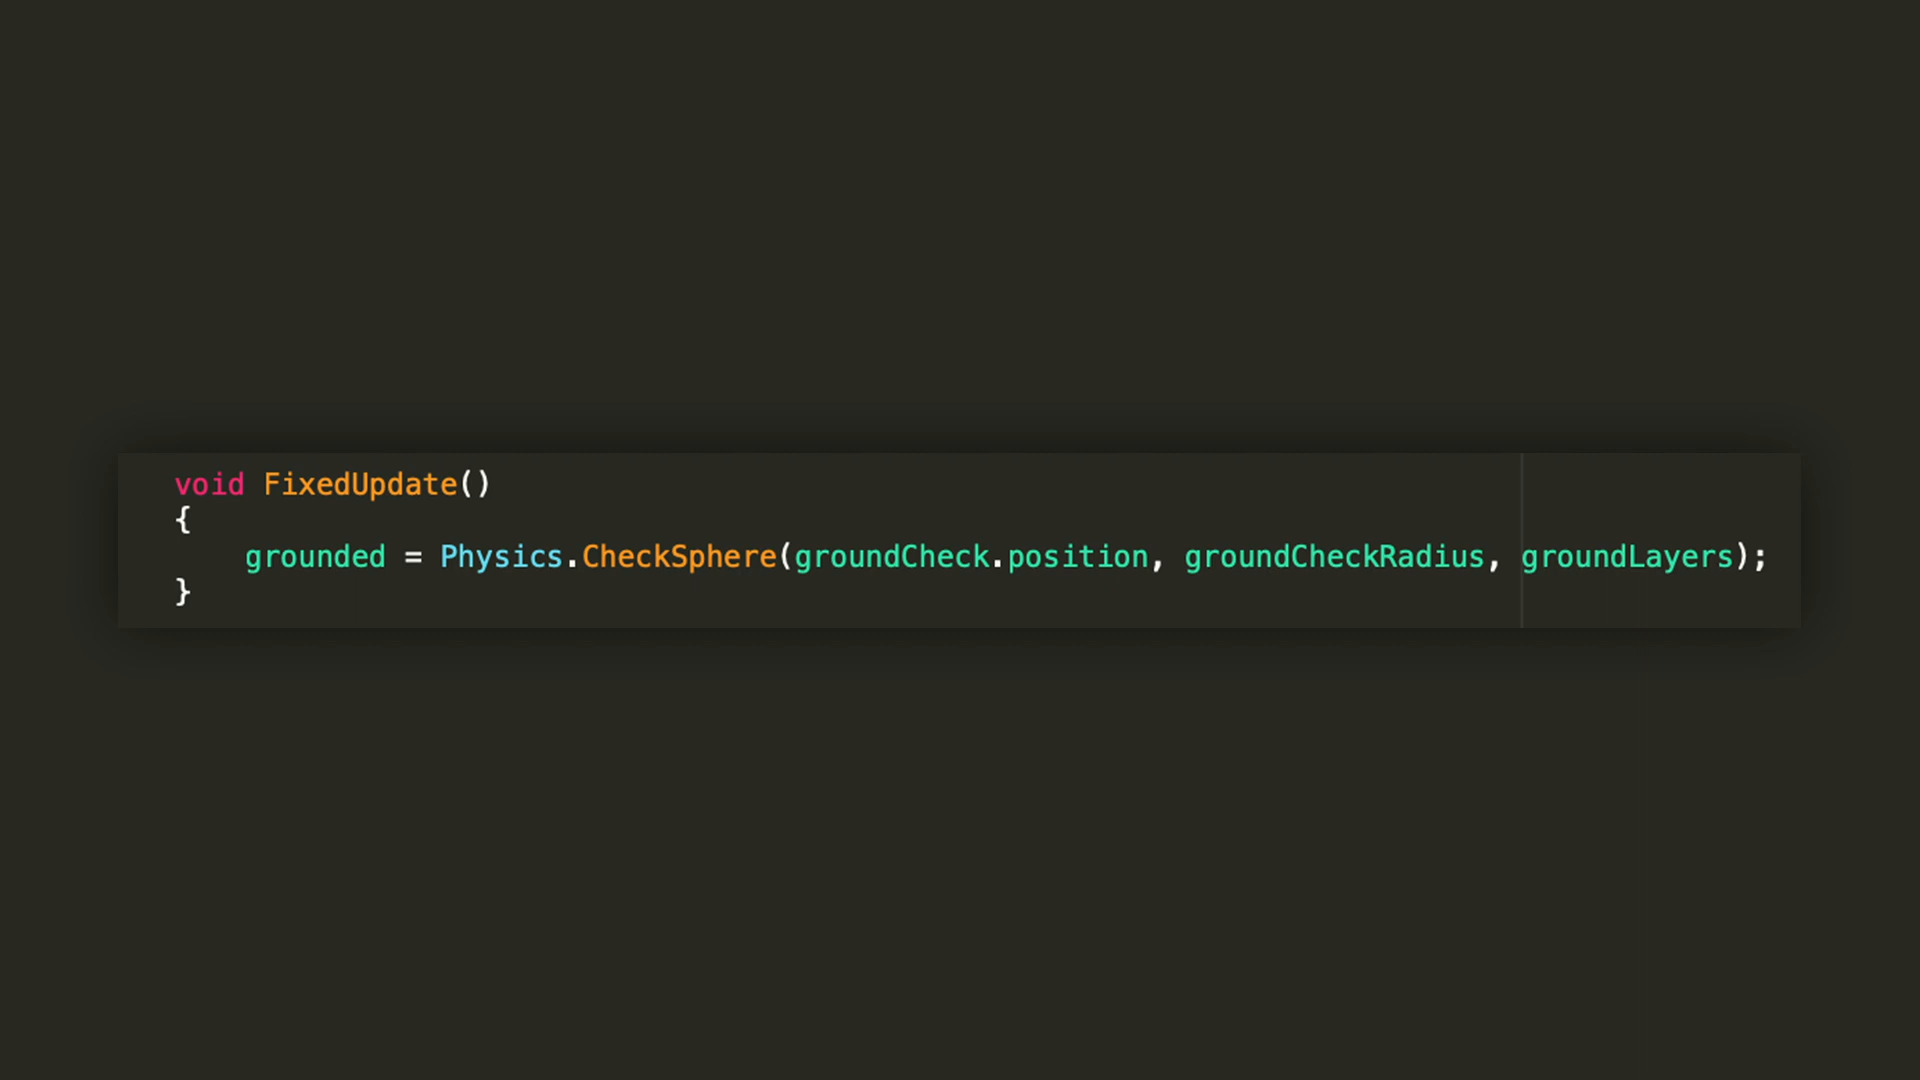 void FixedUpdate()
{
    grounded = Physics.CheckSphere(groundCheck.position, groundCheckRadius, groundLayers);
}